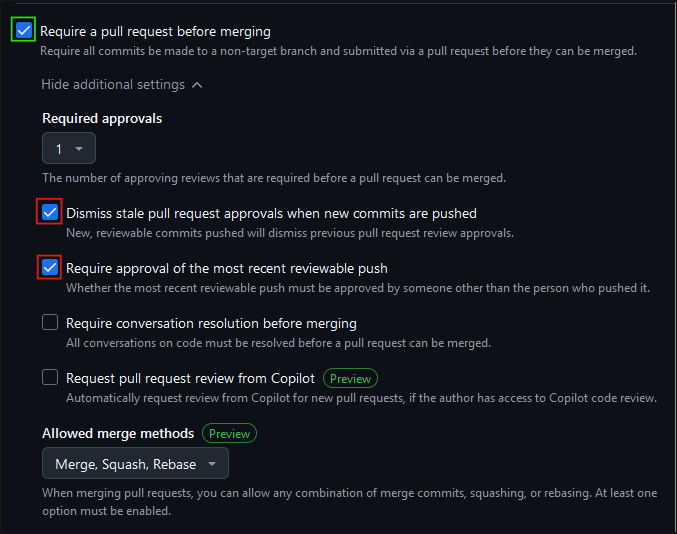 Require a pull request before merging
Require all commits be made to a non-target branch and submitted via a pull request before they can be merged.
Hide additional settings
Required approvals
1
The number of approving reviews that are required before a pull request can be merged.
Dismiss stale pull request approvals when new commits are pushed
New, reviewable commits pushed will dismiss previous pull request review approvals.
Require approval of the most recent reviewable push
Whether the most recent reviewable push must be approved by someone other than the person who pushed it.
Require conversation resolution before merging
All conversations on code must be resolved before a pull request can be merged.
Request pull request review from Copilot Preview
Automatically request review from Copilot for new pull requests, if the author has access to Copilot code review.
Allowed merge methods Preview
Merge, Squash, Rebase
When merging pull requests, you can allow any combination of merge commits, squashing, or rebasing. At least one
option must be enabled.